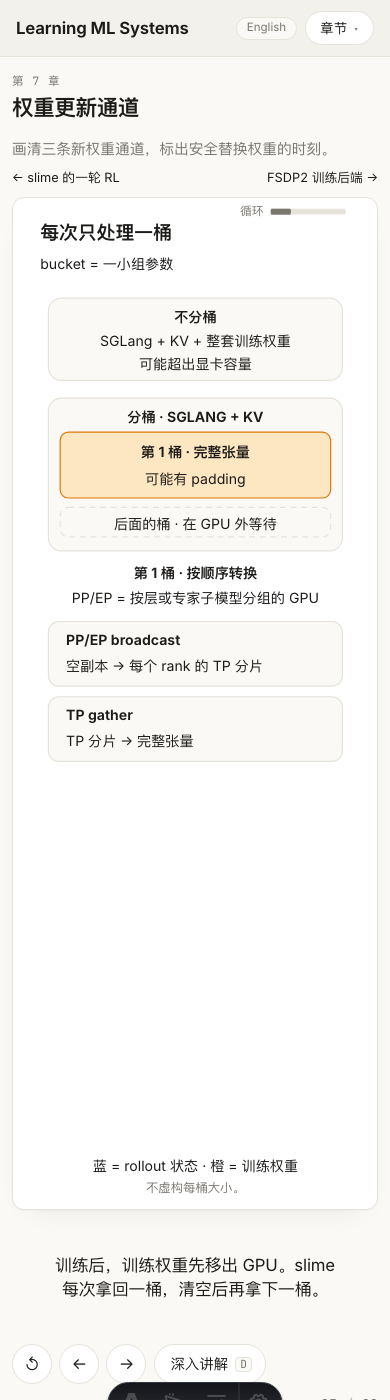 Learning ML Systems
English
章节
第 7 章
权重更新通道
画清三条新权重通道，标出安全替换权重的时刻。
← slime 的一轮 RL
FSDP2 训练后端 →
循环
每次只处理一桶
bucket = 一小组参数
不分桶
SGLang + KV + 整套训练权重
可能超出显卡容量
分桶 · SGLANG + KV
第 1 桶 · 完整张量
可能有 padding
后面的桶 · 在 GPU 外等待
第 1 桶 · 按顺序转换
PP/EP = 按层或专家子模型分组的 GPU
PP/EP broadcast
空副本 → 每个 rank 的 TP 分片
TP gather
TP 分片 → 完整张量
蓝 = rollout 状态 · 橙 = 训练权重
不虚构每桶大小。
训练后，训练权重先移出 GPU。slime
每次拿回一桶，清空后再拿下一桶。
深入讲解 D